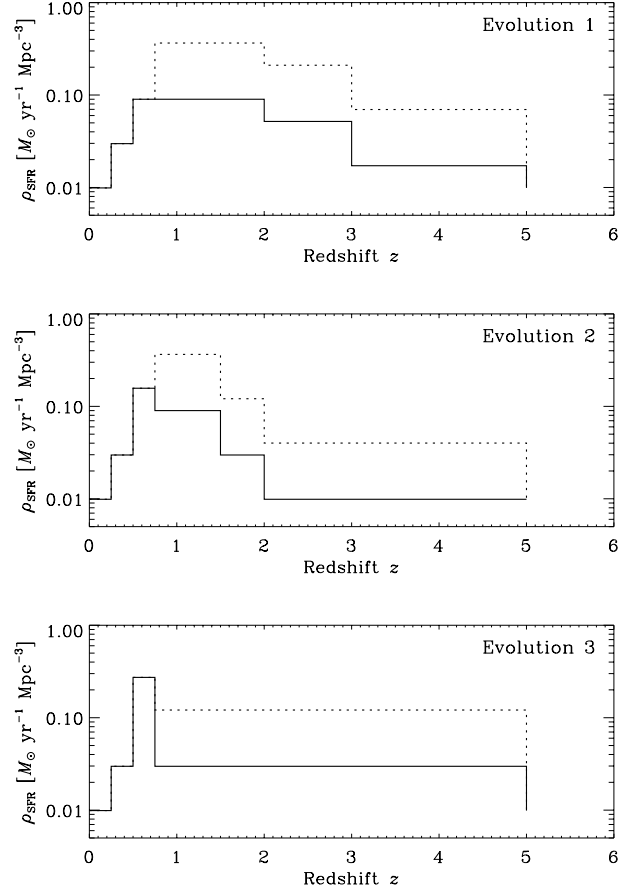 Evolution 1
1.00
0.10
0.01
ρSFR [M⊙ yr⁻¹ Mpc⁻³]
0 1 2 3 4 5 6
Redshift z
Evolution 2
1.00
0.10
0.01
ρSFR [M⊙ yr⁻¹ Mpc⁻³]
0 1 2 3 4 5 6
Redshift z
Evolution 3
1.00
0.10
0.01
ρSFR [M⊙ yr⁻¹ Mpc⁻³]
0 1 2 3 4 5 6
Redshift z